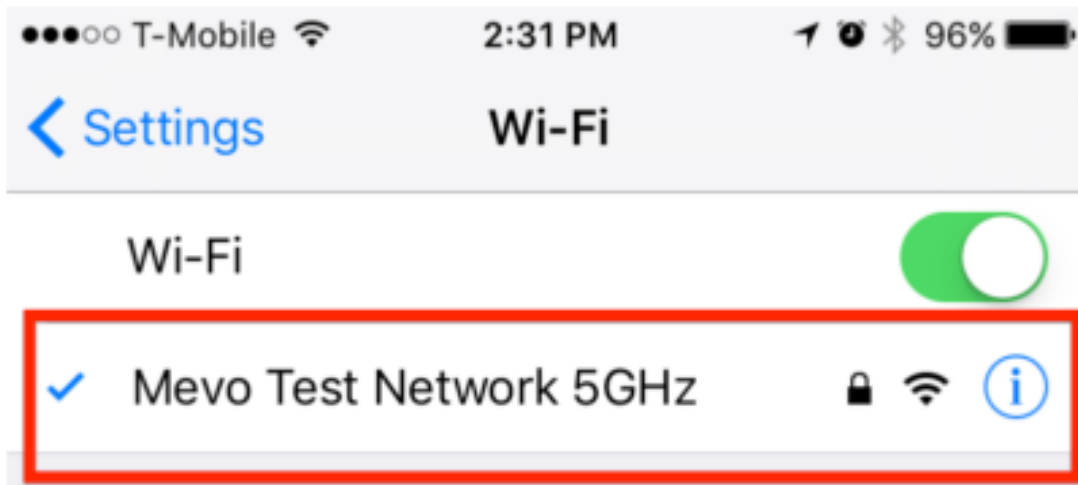 T-Mobile 2:31 PM 96%
Settings Wi-Fi
Wi-Fi
Mevo Test Network 5GHz i